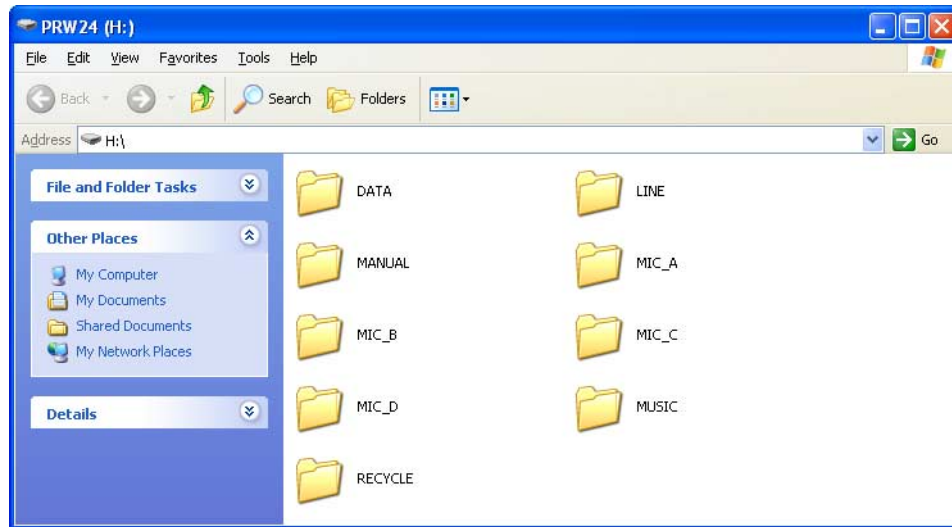 PRW24 (H:)
File Edit View Favorites Tools Help
Back Search Folders
Address H:\ Go
File and Folder Tasks
Other Places
My Computer
My Documents
Shared Documents
My Network Places
Details
DATA LINE
MANUAL MIC_A
MIC_B MIC_C
MIC_D MUSIC
RECYCLE